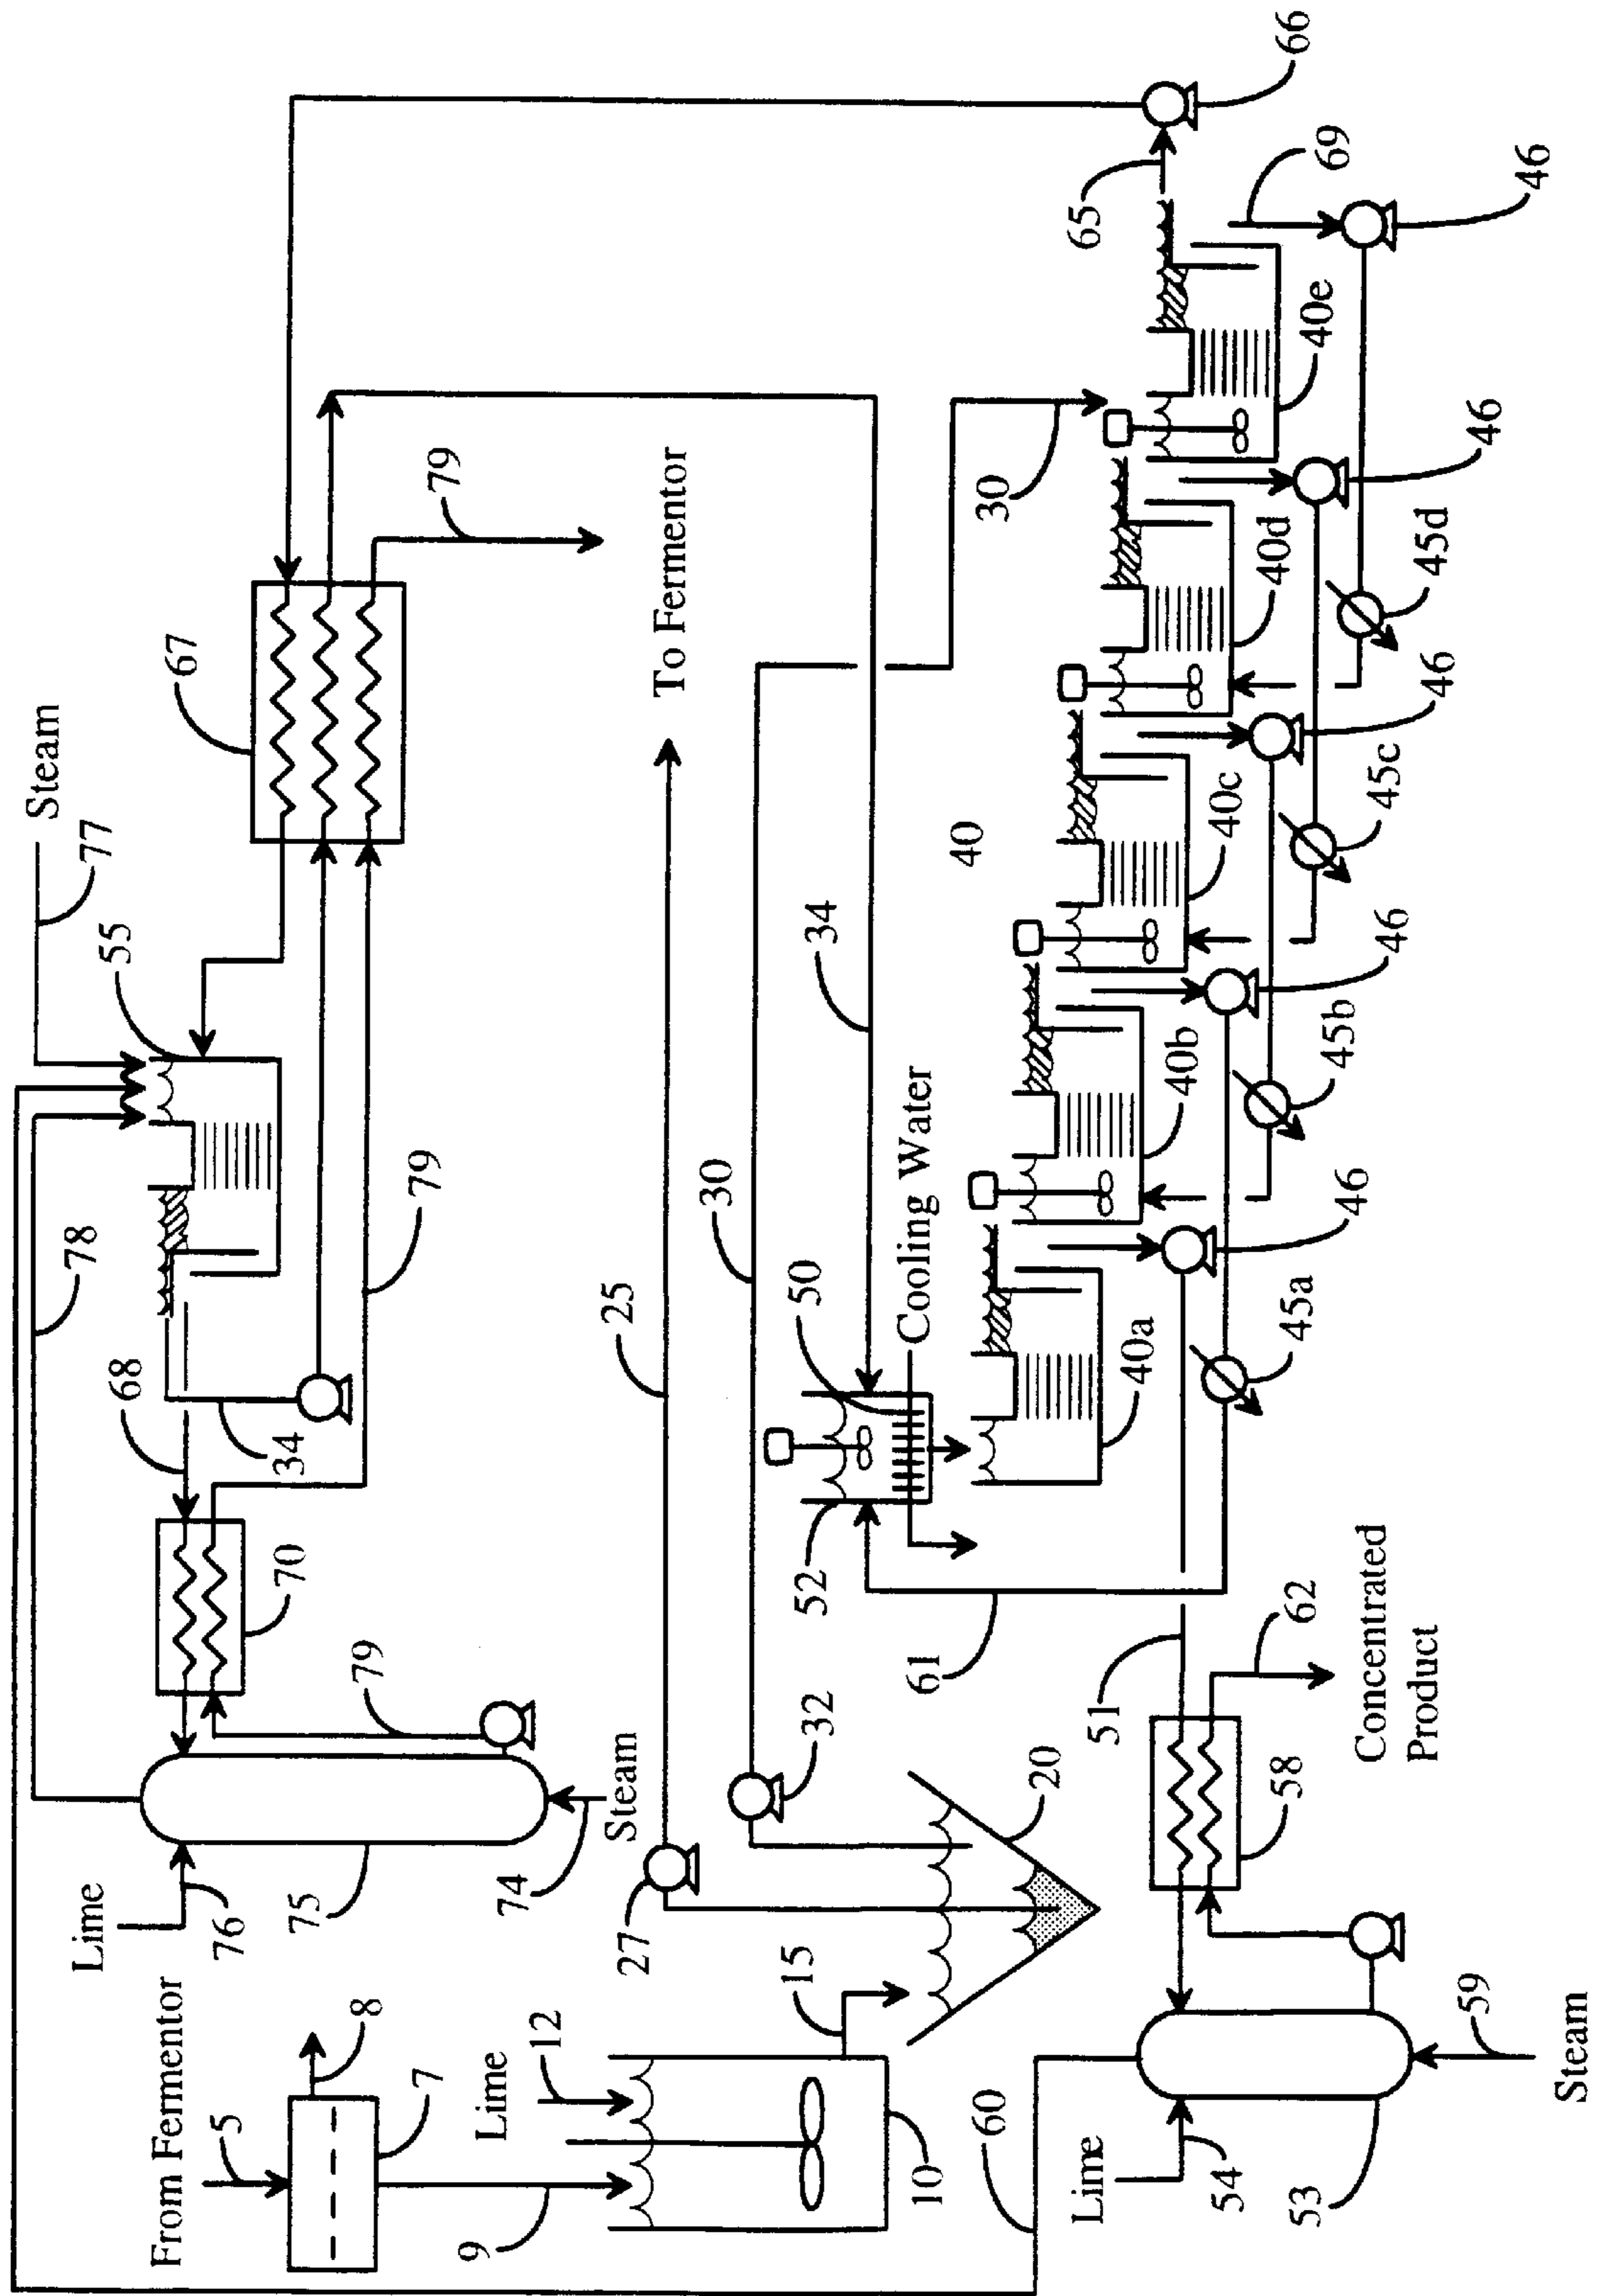 Steam
78
77
Lime
55
68
67
From Fermentor
5
76
70
34
75
8
79
7
79
79
9
Lime
74
12
Steam
25
27
To Fermentor
30
15
50
52
32
34
10
61
Cooling Water
40
60
30
20
Lime
65
51
40a
40b
54
40c
40d
58
62
45a
66
53
40e
45b
69
Concentrated
Product
46
46
45c
45d
46
59
46
46
Steam